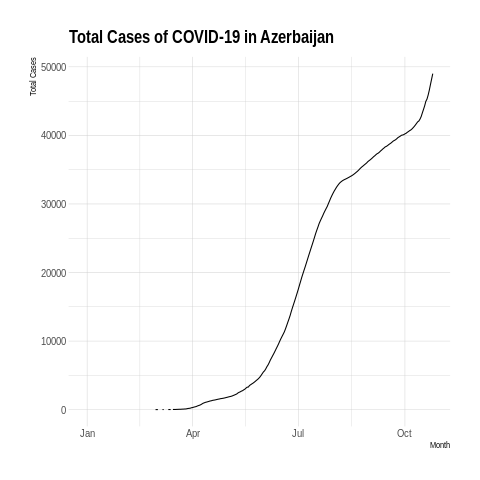 Total Cases of COVID-19 in Azerbaijan
Total Cases
50000
40000
30000
20000
10000
0
Jan Apr Jul Oct
Month